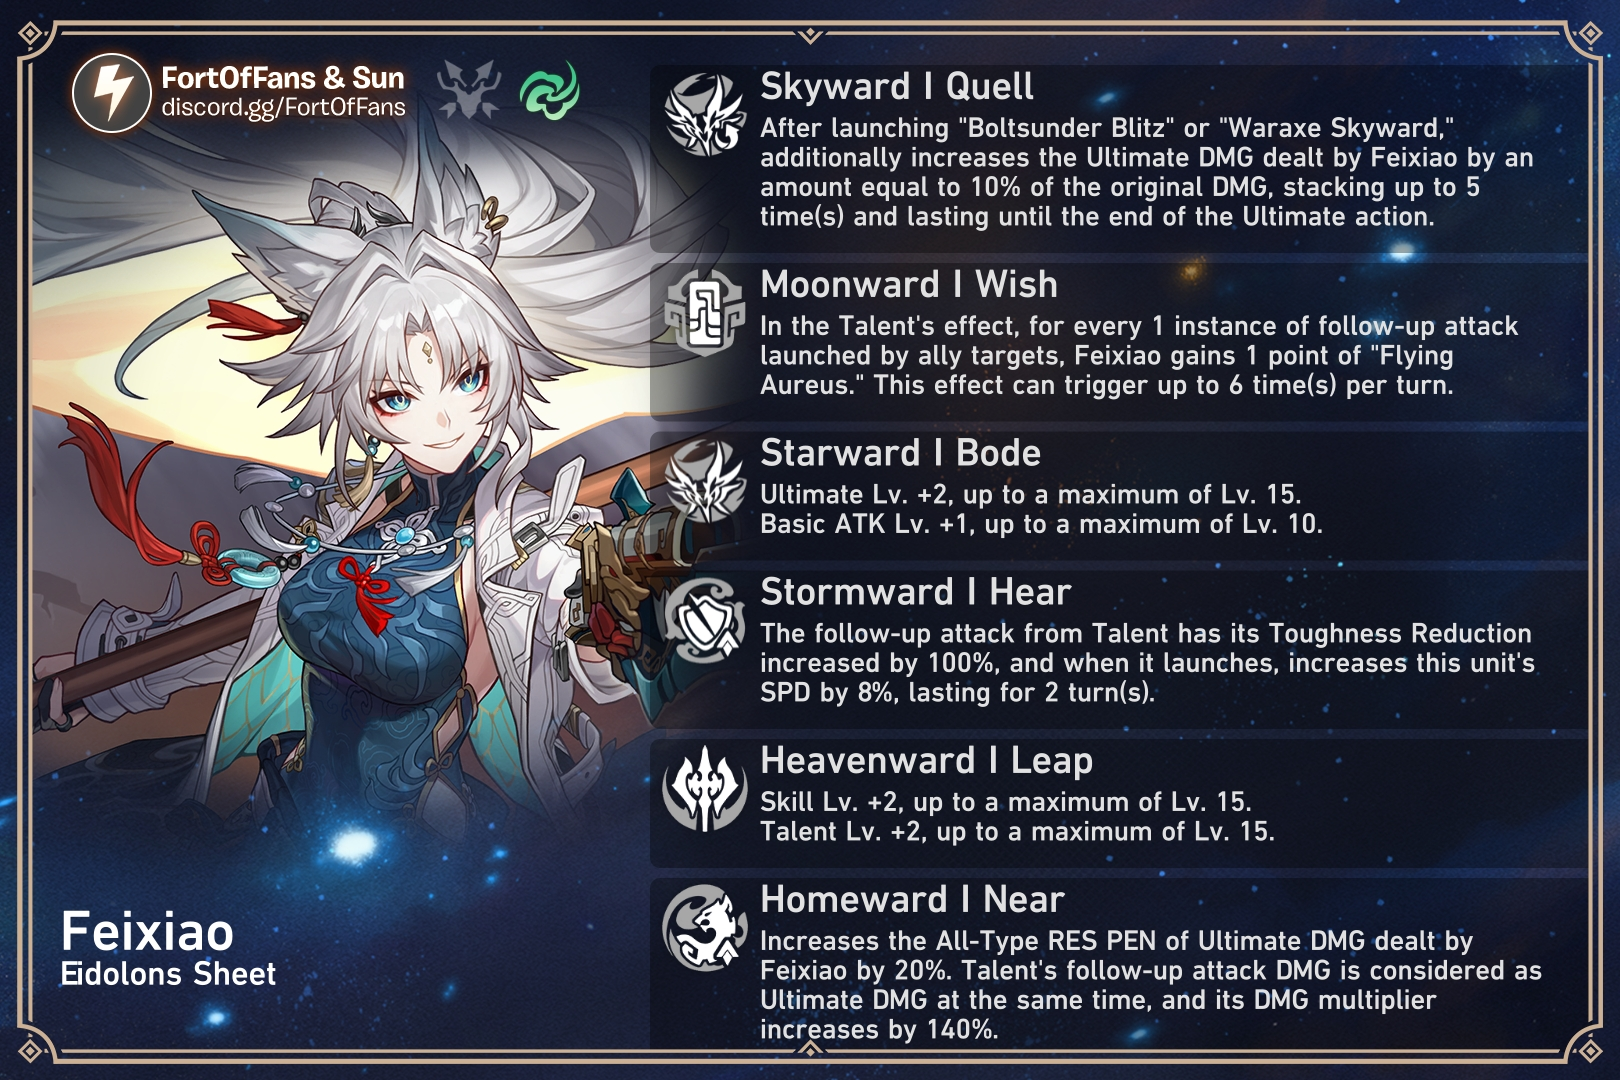 FortOfFans & Sun
discord.gg/FortOfFans
Skyward I Quell
After launching "Boltsunder Blitz" or "Waraxe Skyward,"
additionally increases the Ultimate DMG dealt by Feixiao by an
amount equal to 10% of the original DMG, stacking up to 5
time(s) and lasting until the end of the Ultimate action.
Moonward I Wish
In the Talent's effect, for every 1 instance of follow-up attack
launched by ally targets, Feixiao gains 1 point of "Flying
Aureus." This effect can trigger up to 6 time(s) per turn.
Starward I Bode
Ultimate Lv. +2, up to a maximum of Lv. 15.
Basic ATK Lv. +1, up to a maximum of Lv. 10.
Stormward I Hear
The follow-up attack from Talent has its Toughness Reduction
increased by 100%, and when it launches, increases this unit's
SPD by 8%, lasting for 2 turn(s).
Heavenward I Leap
Skill Lv. +2, up to a maximum of Lv. 15.
Talent Lv. +2, up to a maximum of Lv. 15.
Homeward I Near
Increases the All-Type RES PEN of Ultimate DMG dealt by
Feixiao by 20%. Talent's follow-up attack DMG is considered as
Ultimate DMG at the same time, and its DMG multiplier
increases by 140%.
Feixiao
Eidolons Sheet